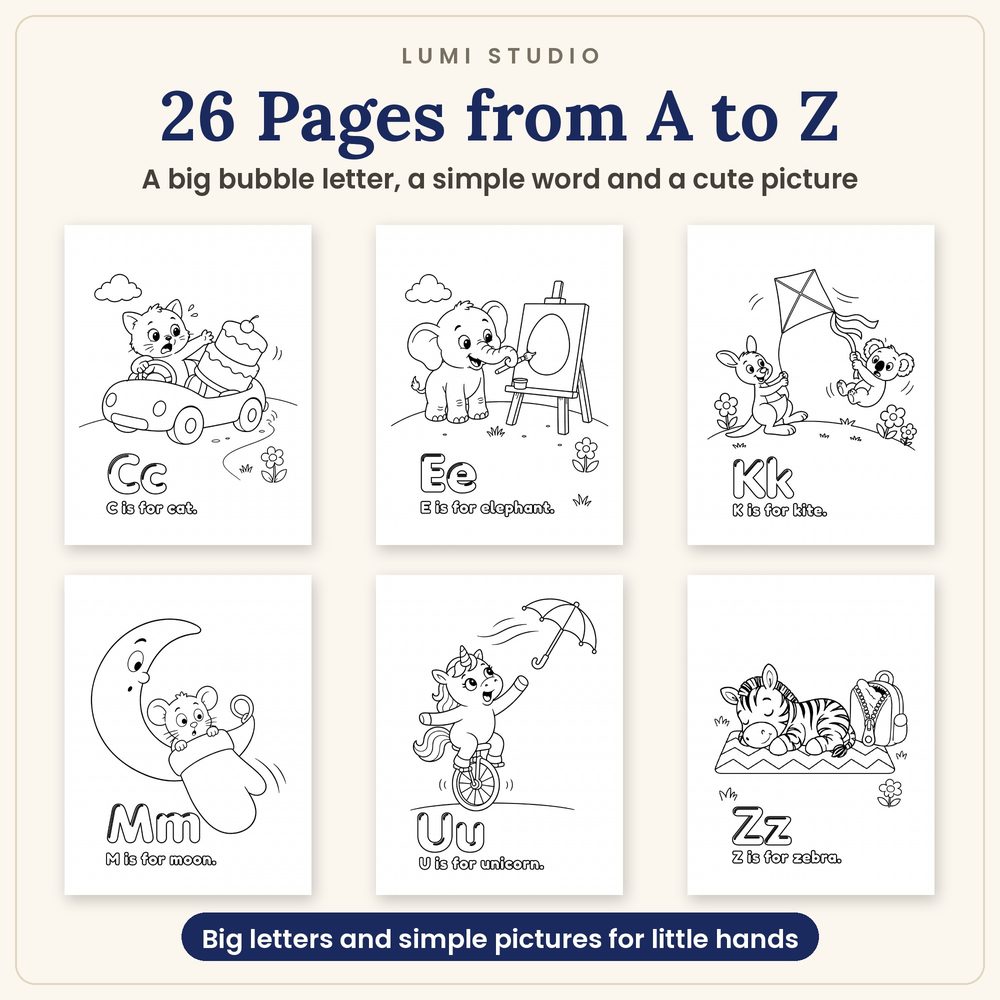 LUMI STUDIO
26 Pages from A to Z
A big bubble letter, a simple word and a cute picture
Cc
C is for cat.
Ee
E is for elephant.
Kk
K is for kite.
Mm
M is for moon.
Uu
U is for unicorn.
Zz
Z is for zebra.
Big letters and simple pictures for little hands